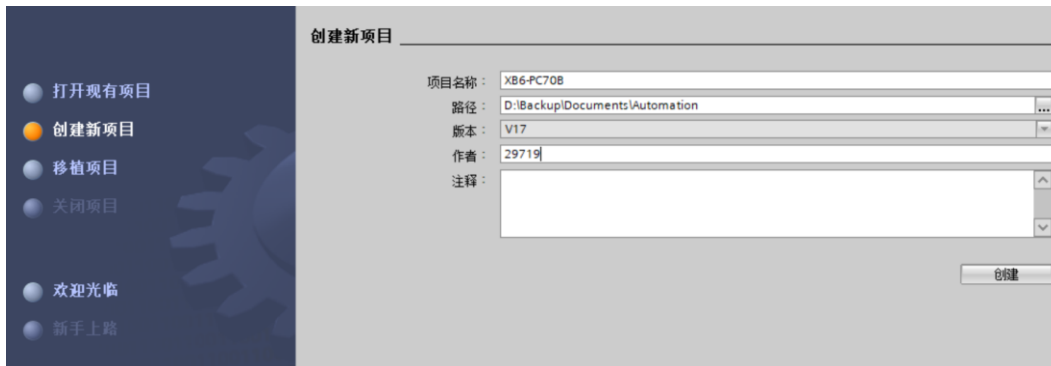 创建新项目
打开现有项目
创建新项目
移植项目
关闭项目
欢迎光临
新手上路
项目名称： XB6-PC70B
路径： D:\Backup\Documents\Automation
...
版本： V17
作者： 29719
注释：
创建